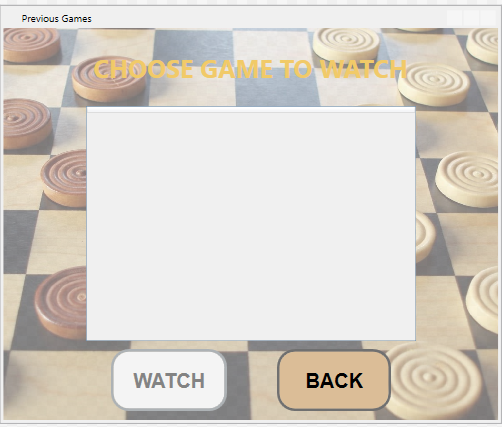 Previous Games
CHOOSE GAME TO WATCH
WATCH
BACK